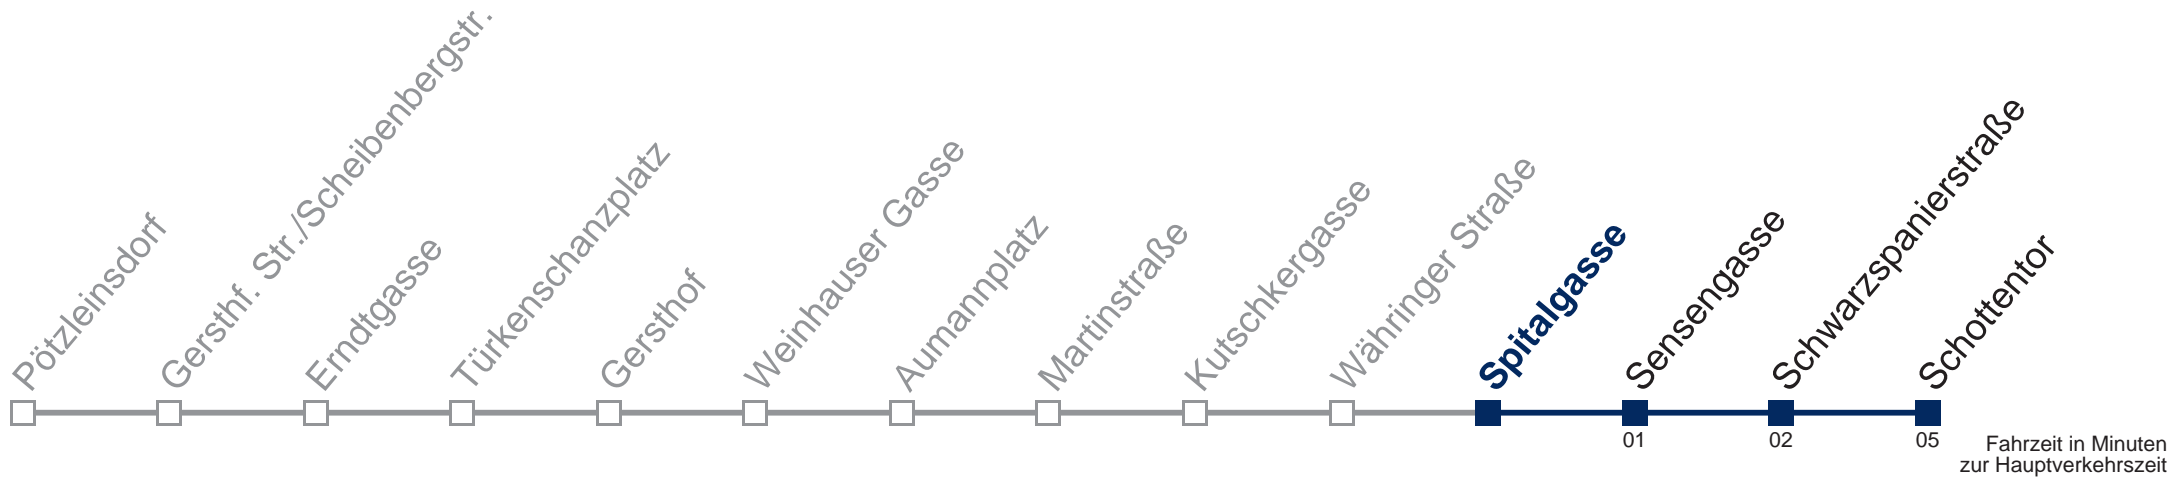 Pötzleinsdorf
Gersthf. Str./Scheibenbergstr.
Erndtgasse
Türkenschanzplatz
Gersthof
Weinhauser Gasse
Aumannplatz
Martinstraße
Kutschkergasse
Währinger Straße
Spitalgasse
Sensengasse
Schwarzspanierstraße
Schottentor
01
02
05
Fahrzeit in Minuten
zur Hauptverkehrszeit